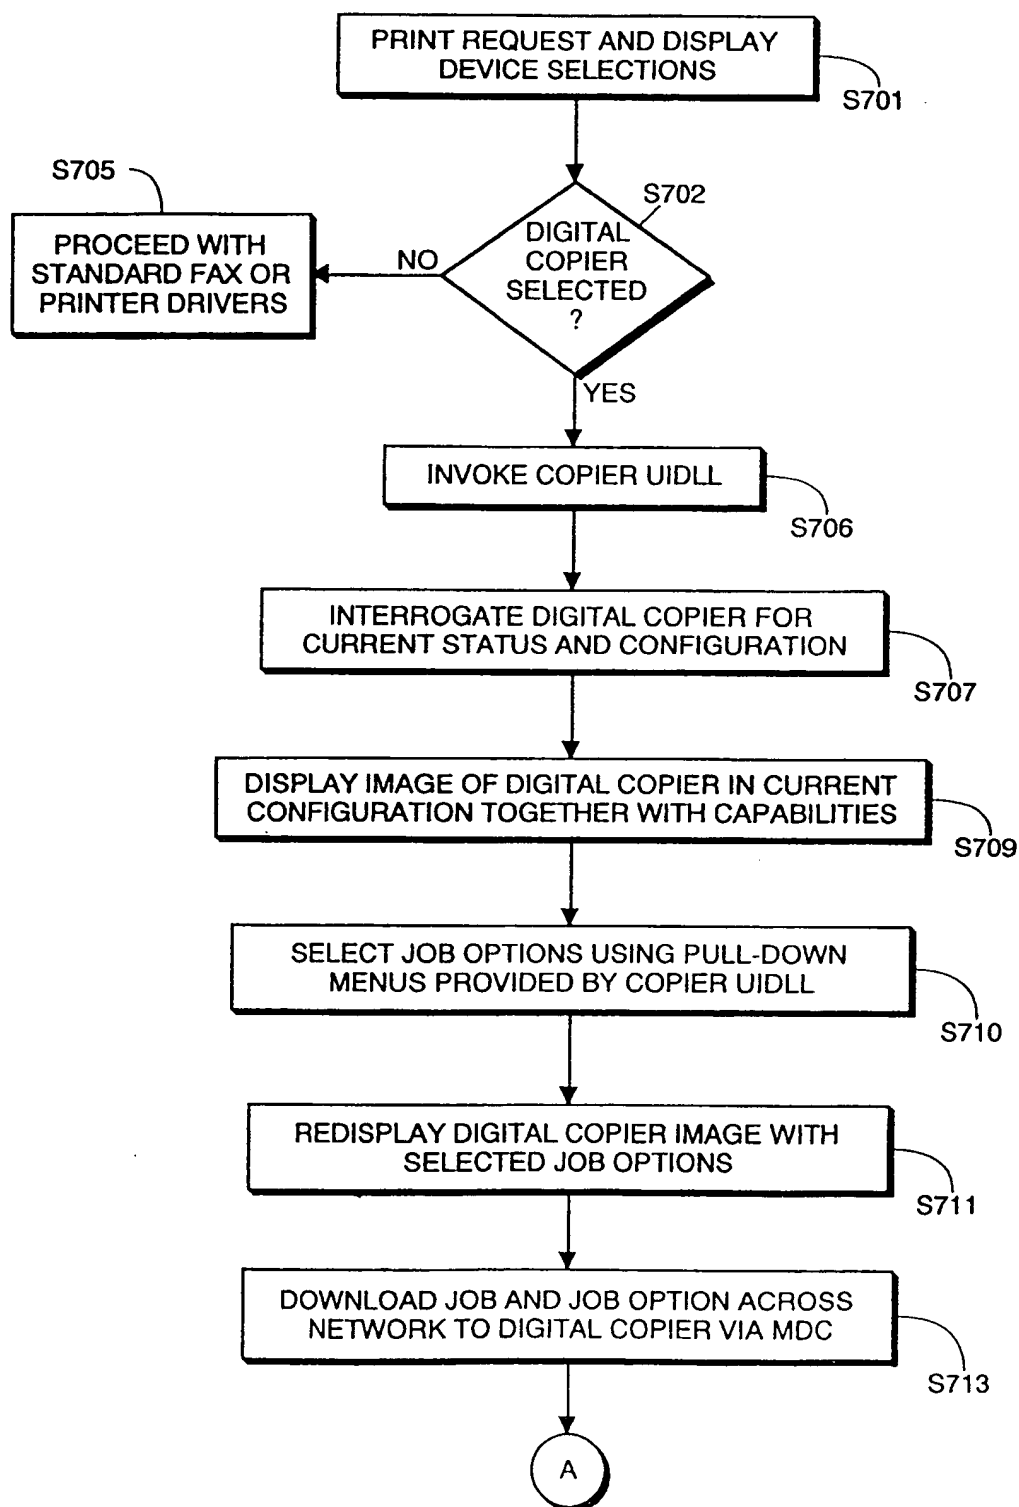 PRINT REQUEST AND DISPLAY
DEVICE SELECTIONS
S701
S705
S702
PROCEED WITH
STANDARD FAX OR
PRINTER DRIVERS
NO
DIGITAL
COPIER
SELECTED
?
YES
INVOKE COPIER UIDLL
S706
INTERROGATE DIGITAL COPIER FOR
CURRENT STATUS AND CONFIGURATION
S707
DISPLAY IMAGE OF DIGITAL COPIER IN CURRENT
CONFIGURATION TOGETHER WITH CAPABILITIES
S709
SELECT JOB OPTIONS USING PULL-DOWN
MENUS PROVIDED BY COPIER UIDLL
S710
REDISPLAY DIGITAL COPIER IMAGE WITH
SELECTED JOB OPTIONS
S711
DOWNLOAD JOB AND JOB OPTION ACROSS
NETWORK TO DIGITAL COPIER VIA MDC
S713
A